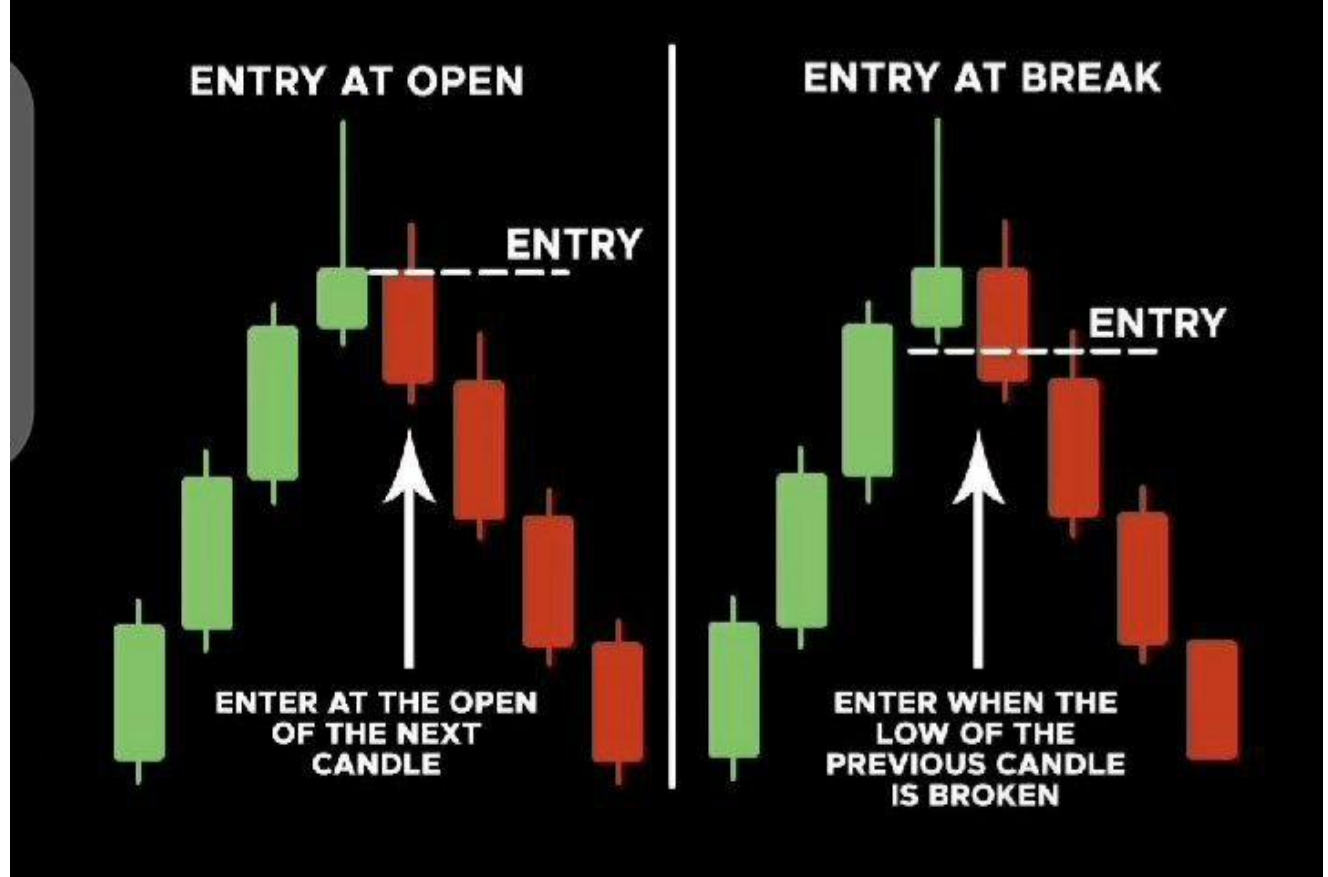 ENTRY AT OPEN
ENTRY
ENTER AT THE OPEN
OF THE NEXT
CANDLE
ENTRY AT BREAK
ENTRY
ENTER WHEN THE
LOW OF THE
PREVIOUS CANDLE
IS BROKEN